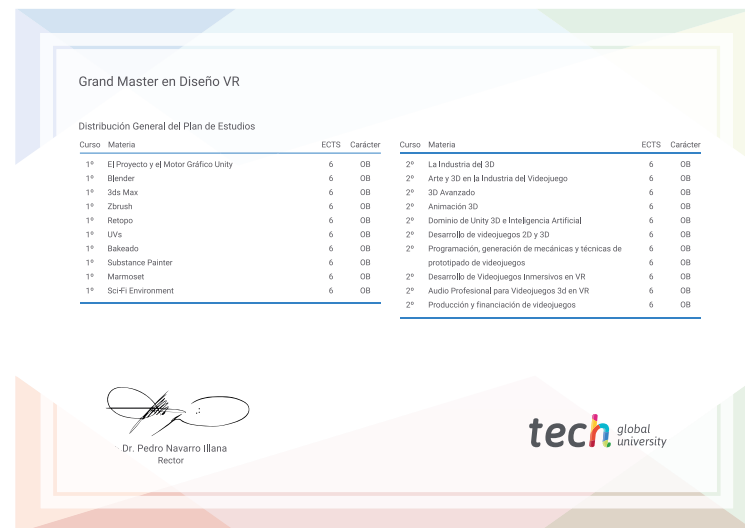 Grand Master en Diseño VR
Distribución General del Plan de Estudios
Curso Materia ECTS Carácter
1º El Proyecto y el Motor Gráfico Unity 6 OB
1º Blender 6 OB
1º 3ds Max 6 OB
1º Zbrush 6 OB
1º Retopo 6 OB
1º UVs 6 OB
1º Bakeado 6 OB
1º Substance Painter 6 OB
1º Marmoset 6 OB
1º Sci-Fi Environment 6 OB
Curso Materia ECTS Carácter
2º La Industria del 3D 6 OB
2º Arte y 3D en la Industria del Videojuego 6 OB
2º 3D Avanzado 6 OB
2º Animación 3D 6 OB
2º Dominio de Unity 3D e Inteligencia Artificial 6 OB
2º Desarrollo de videojuegos 2D y 3D 6 OB
2º Programación, generación de mecánicas y técnicas de 6 OB
prototipado de videojuegos 6 OB
2º Desarrollo de Videojuegos Inmersivos en VR 6 OB
2º Audio Profesional para Videojuegos 3d en VR 6 OB
2º Producción y financiación de videojuegos 6 OB
Dr. Pedro Navarro Illana
Rector
tech global
university